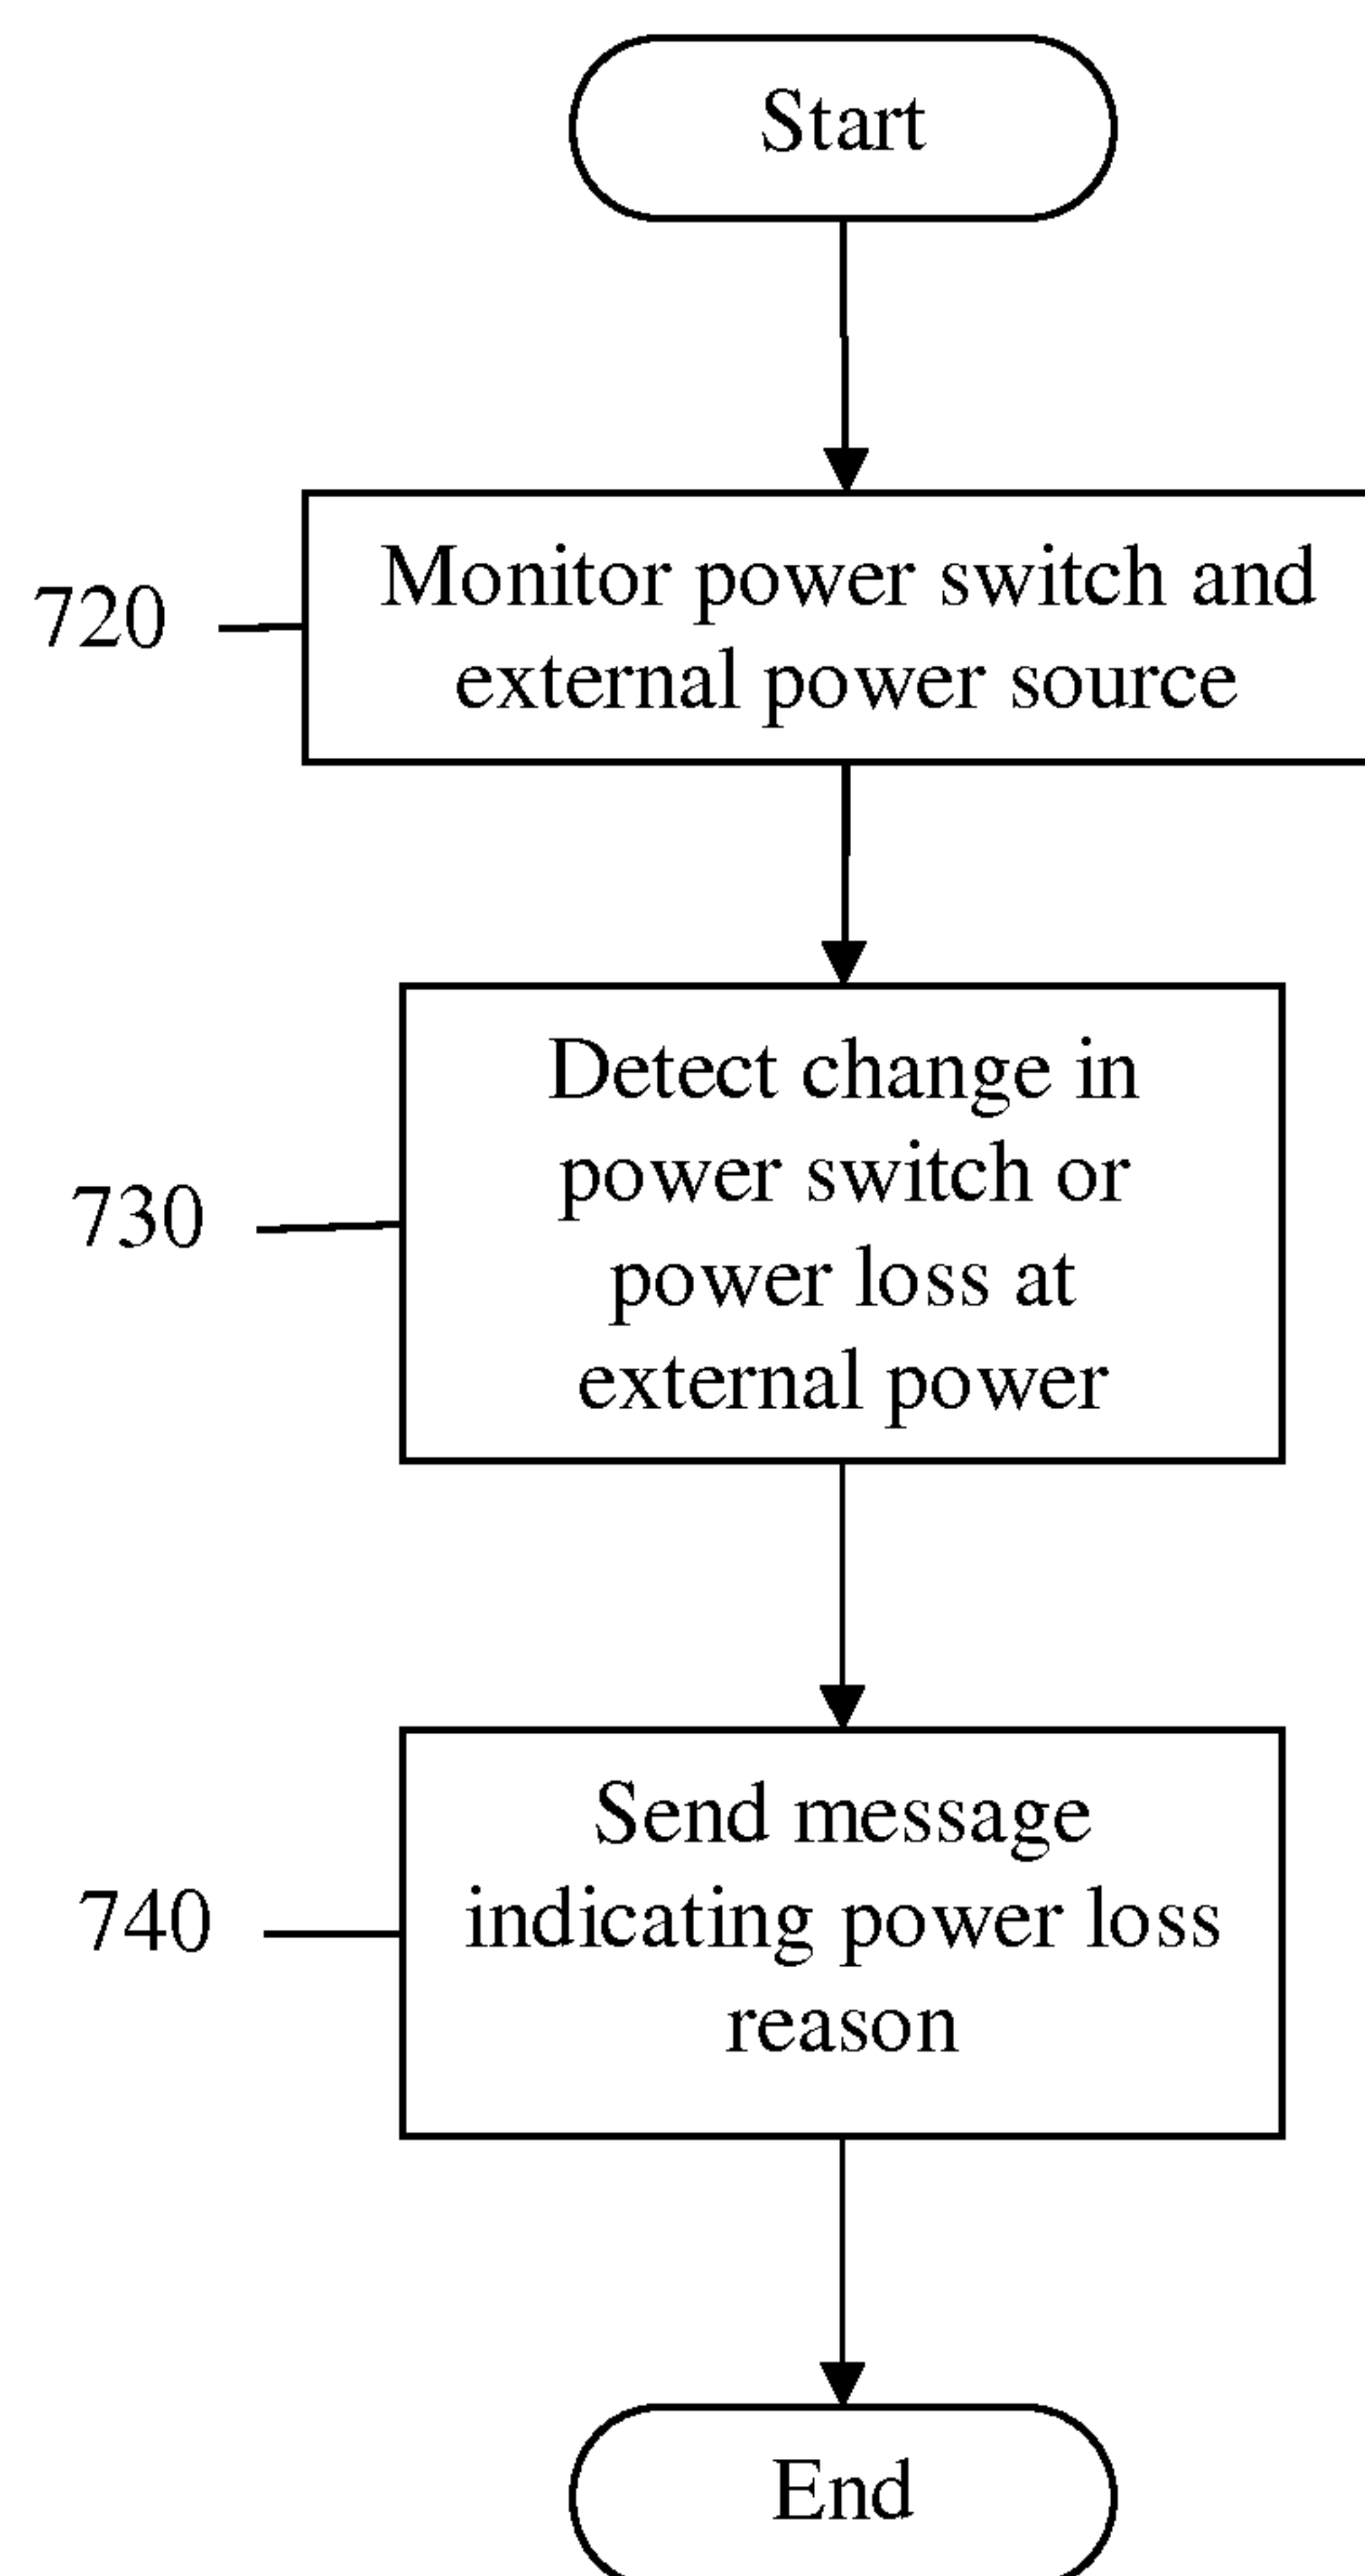 Start
720
Monitor power switch and
external power source
730
Detect change in
power switch or
power loss at
external power
740
Send message
indicating power loss
reason
End